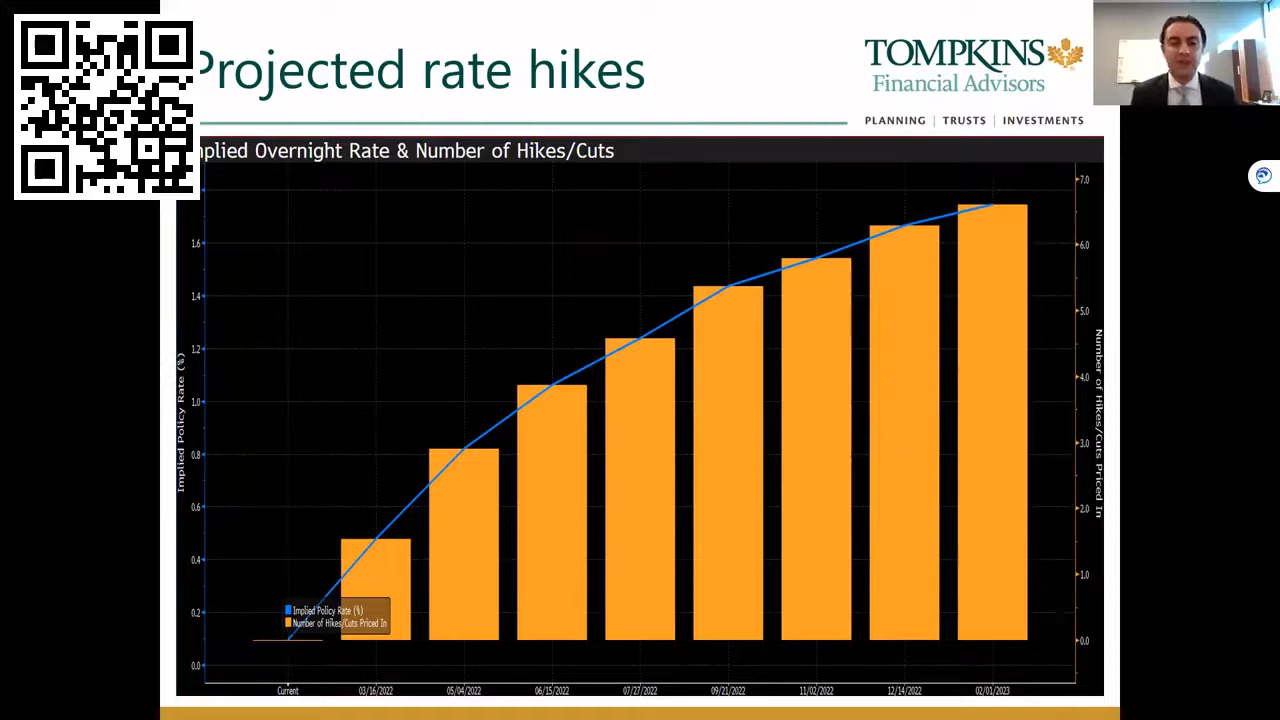 Projected rate hikes
TOMPKINS
Financial Advisors
PLANNING | TRUSTS | INVESTMENTS
Implied Overnight Rate & Number of Hikes/Cuts
Implied Policy Rate (%)
1.6
1.4
1.2
1.0
0.8
0.6
0.4
0.2
0.0
7.0
6.0
5.0
4.0
3.0
2.0
1.0
0.0
Number of Hikes/Cuts Priced In
Implied Policy Rate (%)
Number of Hikes/Cuts Priced In
Current 03/16/2022 05/04/2022 06/15/2022 07/27/2022 09/21/2022 11/02/2022 12/14/2022 02/01/2023